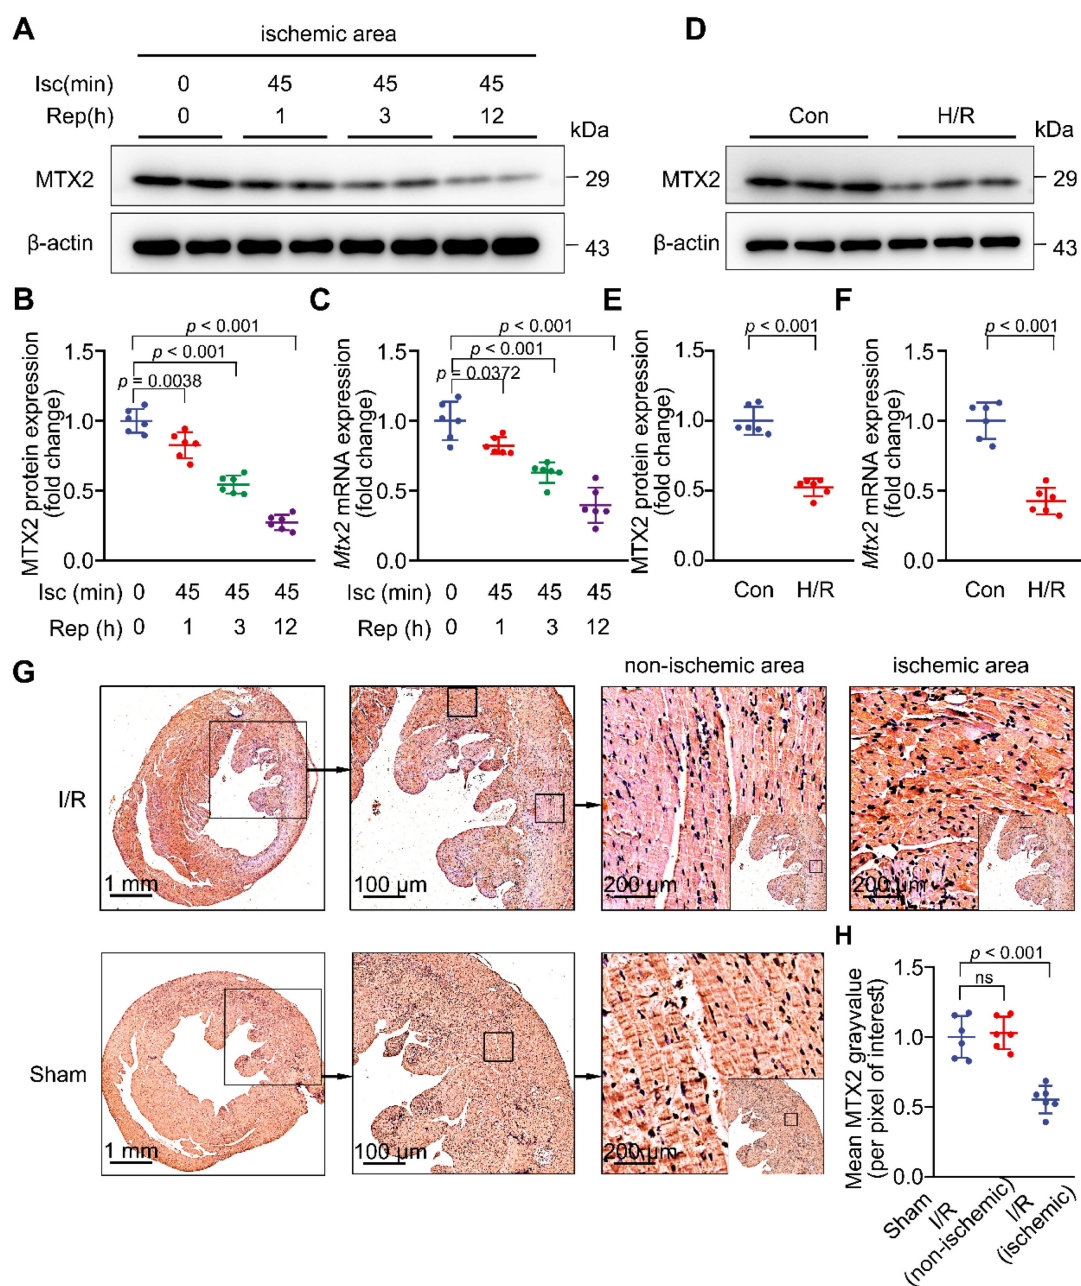 A
ischemic area
Isc(min) 0 45 45 45
Rep(h) 0 1 3 12
kDa
MTX2 29
β-actin 43
D
Con H/R kDa
MTX2 29
β-actin 43
B
MTX2 protein expression
(fold change)
p < 0.001
p < 0.001
p = 0.0038
1.5
1.0
0.5
0.0
Isc (min) 0 45 45 45
Rep (h) 0 1 3 12
C
Mtx2 mRNA expression
(fold change)
p < 0.001
p < 0.001
p = 0.0372
1.5
1.0
0.5
0.0
Isc (min) 0 45 45 45
Rep (h) 0 1 3 12
E
MTX2 protein expression
(fold change)
p < 0.001
1.5
1.0
0.5
0.0
Con H/R
F
Mtx2 mRNA expression
(fold change)
p < 0.001
1.5
1.0
0.5
0.0
Con H/R
G
non-ischemic area ischemic area
I/R
1 mm 100 μm 200 μm 200 μm
Sham
1 mm 100 μm 200 μm
H
Mean MTX2 grayvalue
(per pixel of interest)
p < 0.001
ns
1.5
1.0
0.5
0.0
Sham
I/R
(non-ischemic)
I/R
(ischemic)